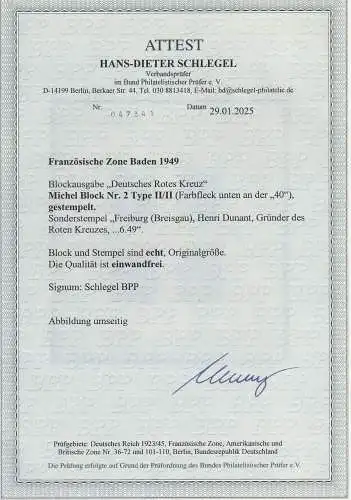 ATTEST
HANS-DIETER SCHLEGEL
Verbandsprüfer
im Bund Philatelistischer Prüfer e. V.
D-14199 Berlin, Berkaer Str. 44, Tel. 030 8813418, E-Mail: hd@schlegel-philatelie.de
Nr. 047341 Datum 29.01.2025
Französische Zone Baden 1949
Blockausgabe „Deutsches Rotes Kreuz“
Michel Block Nr. 2 Type II/II (Farbfleck unten an der „40“),
gestempelt.
Sonderstempel „Freiburg (Breisgau), Henri Dunant, Gründer des
Roten Kreuzes, ...6.49“.
Block und Stempel sind echt, Originalgröße.
Die Qualität ist einwandfrei.
Signum: Schlegel BPP
Abbildung umseitig
Prüfgebiete: Deutsches Reich 1923/45, Französische Zone, Amerikanische und
Britische Zone Nr. 36-72 und 101-110, Berlin, Bundesrepublik Deutschland
Die Prüfung erfolgte auf Grund der Prüfordnung des Bundes Philatelistischer Prüfer e. V.